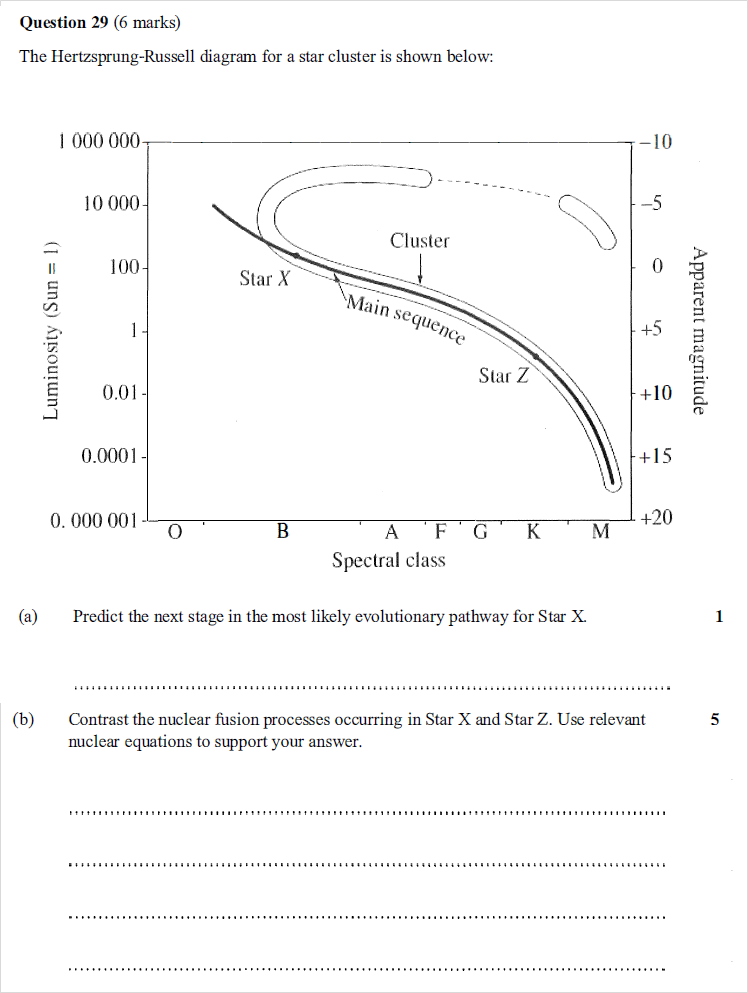 Question 29 (6 marks)
The Hertzsprung-Russell diagram for a star cluster is shown below:
1 000 000
10 000
100
1
0.01
0.0001
0. 000 001
Luminosity (Sun = 1)
-10
-5
0
+5
+10
+15
+20
Apparent magnitude
Cluster
Star X
Main sequence
Star Z
O B A F G K M
Spectral class
(a) Predict the next stage in the most likely evolutionary pathway for Star X. 1
(b) Contrast the nuclear fusion processes occurring in Star X and Star Z. Use relevant 5
nuclear equations to support your answer.